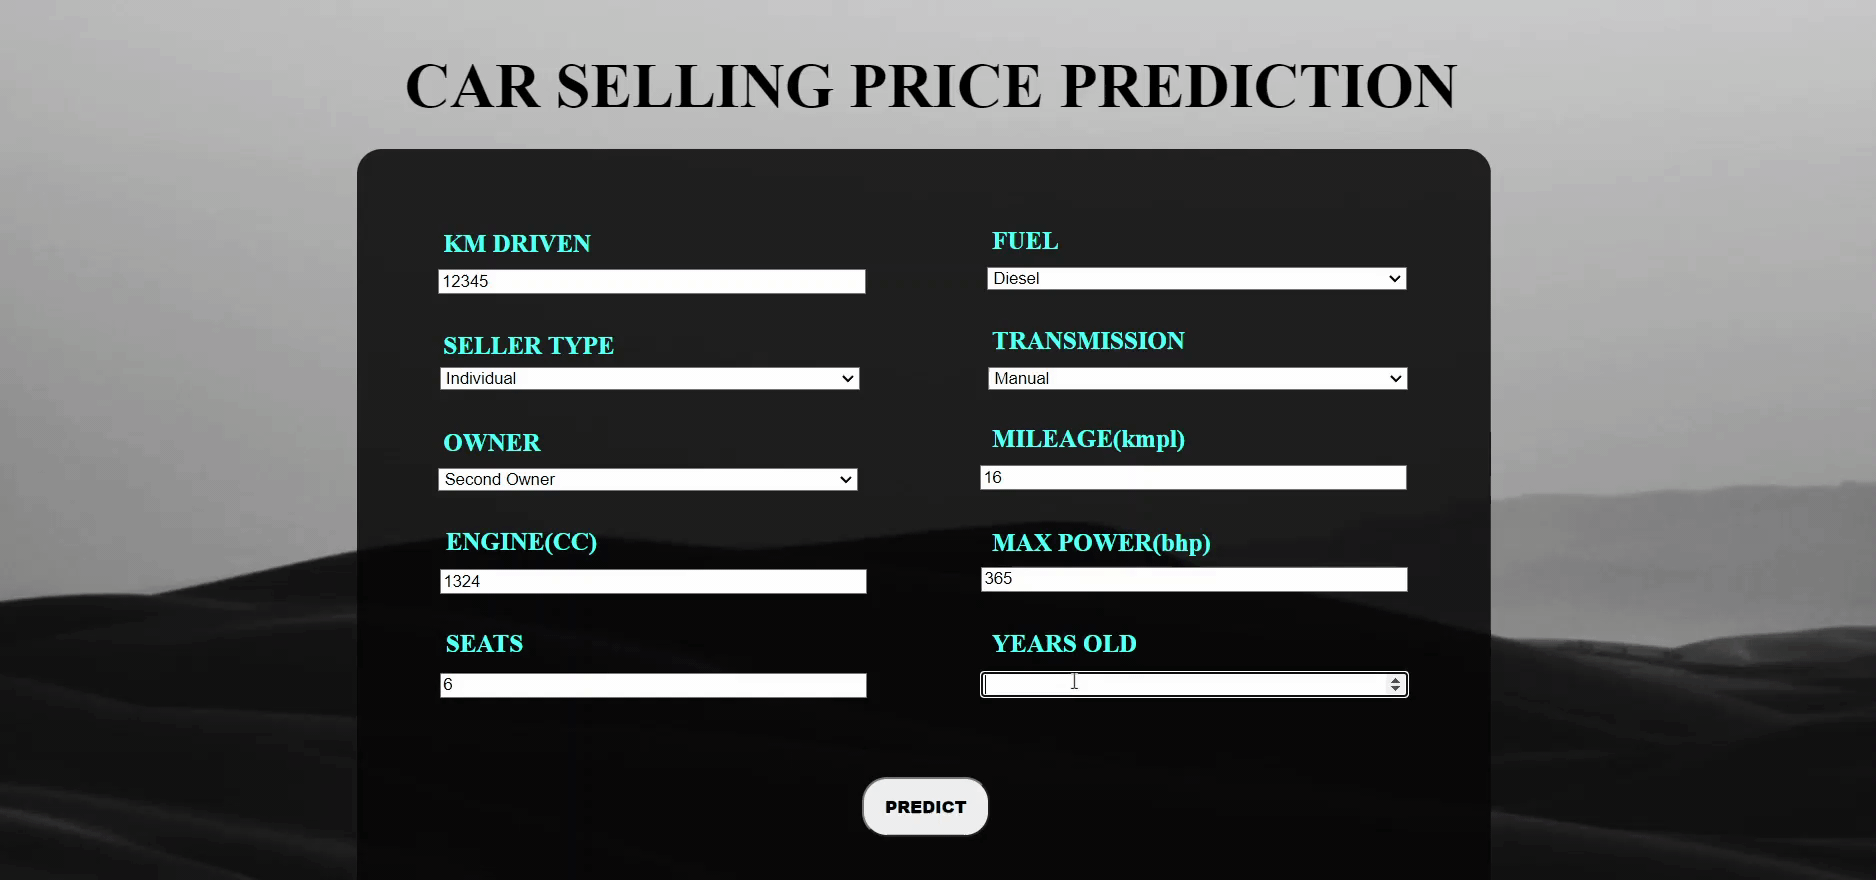 CAR SELLING PRICE PREDICTION
KM DRIVEN
12345
FUEL
Diesel
SELLER TYPE
Individual
TRANSMISSION
Manual
OWNER
Second Owner
MILEAGE(kmpl)
16
ENGINE(CC)
1324
MAX POWER(bhp)
365
SEATS
6
YEARS OLD
PREDICT